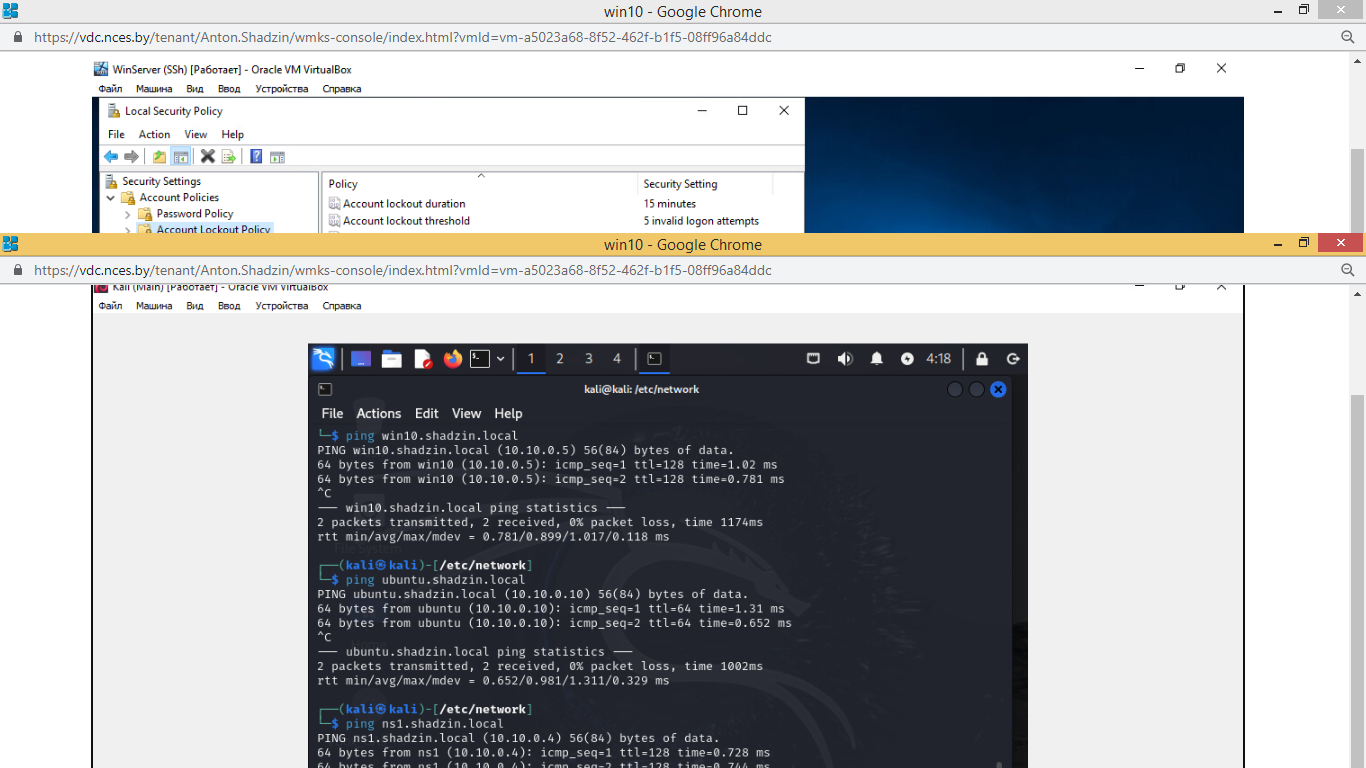 win10 - Google Chrome
https://vdc.nces.by/tenant/Anton.Shadzin/wmks-console/index.html?vmId=vm-a5023a68-8f52-462f-b1f5-08ff96a84ddc
WinServer (SSh) [Работает] - Oracle VM VirtualBox
Файл Машина Вид Ввод Устройства Справка
Local Security Policy
File Action View Help
Security Settings
Account Policies
Password Policy
Account Lockout Policy
Policy Security Setting
Account lockout duration 15 minutes
Account lockout threshold 5 invalid logon attempts
win10 - Google Chrome
https://vdc.nces.by/tenant/Anton.Shadzin/wmks-console/index.html?vmId=vm-a5023a68-8f52-462f-b1f5-08ff96a84ddc
Kali (Main) [Работает] - Oracle VM VirtualBox
Файл Машина Вид Ввод Устройства Справка
1 2 3 4 4:18
kali@kali: /etc/network
File Actions Edit View Help
└─$ ping win10.shadzin.local
PING win10.shadzin.local (10.10.0.5) 56(84) bytes of data.
64 bytes from win10 (10.10.0.5): icmp_seq=1 ttl=128 time=1.02 ms
64 bytes from win10 (10.10.0.5): icmp_seq=2 ttl=128 time=0.781 ms
^C
--- win10.shadzin.local ping statistics ---
2 packets transmitted, 2 received, 0% packet loss, time 1174ms
rtt min/avg/max/mdev = 0.781/0.899/1.017/0.118 ms
File System
┌──(kali㉿kali)-[/etc/network]
└─$ ping ubuntu.shadzin.local
PING ubuntu.shadzin.local (10.10.0.10) 56(84) bytes of data.
64 bytes from ubuntu (10.10.0.10): icmp_seq=1 ttl=64 time=1.31 ms
64 bytes from ubuntu (10.10.0.10): icmp_seq=2 ttl=64 time=0.652 ms
^C
Home
--- ubuntu.shadzin.local ping statistics ---
2 packets transmitted, 2 received, 0% packet loss, time 1002ms
rtt min/avg/max/mdev = 0.652/0.981/1.311/0.329 ms
┌──(kali㉿kali)-[/etc/network]
└─$ ping ns1.shadzin.local
PING ns1.shadzin.local (10.10.0.4) 56(84) bytes of data.
64 bytes from ns1 (10.10.0.4): icmp_seq=1 ttl=128 time=0.728 ms
64 bytes from ns1 (10.10.0.4): icmp_seq=2 ttl=128 time=0.744 ms